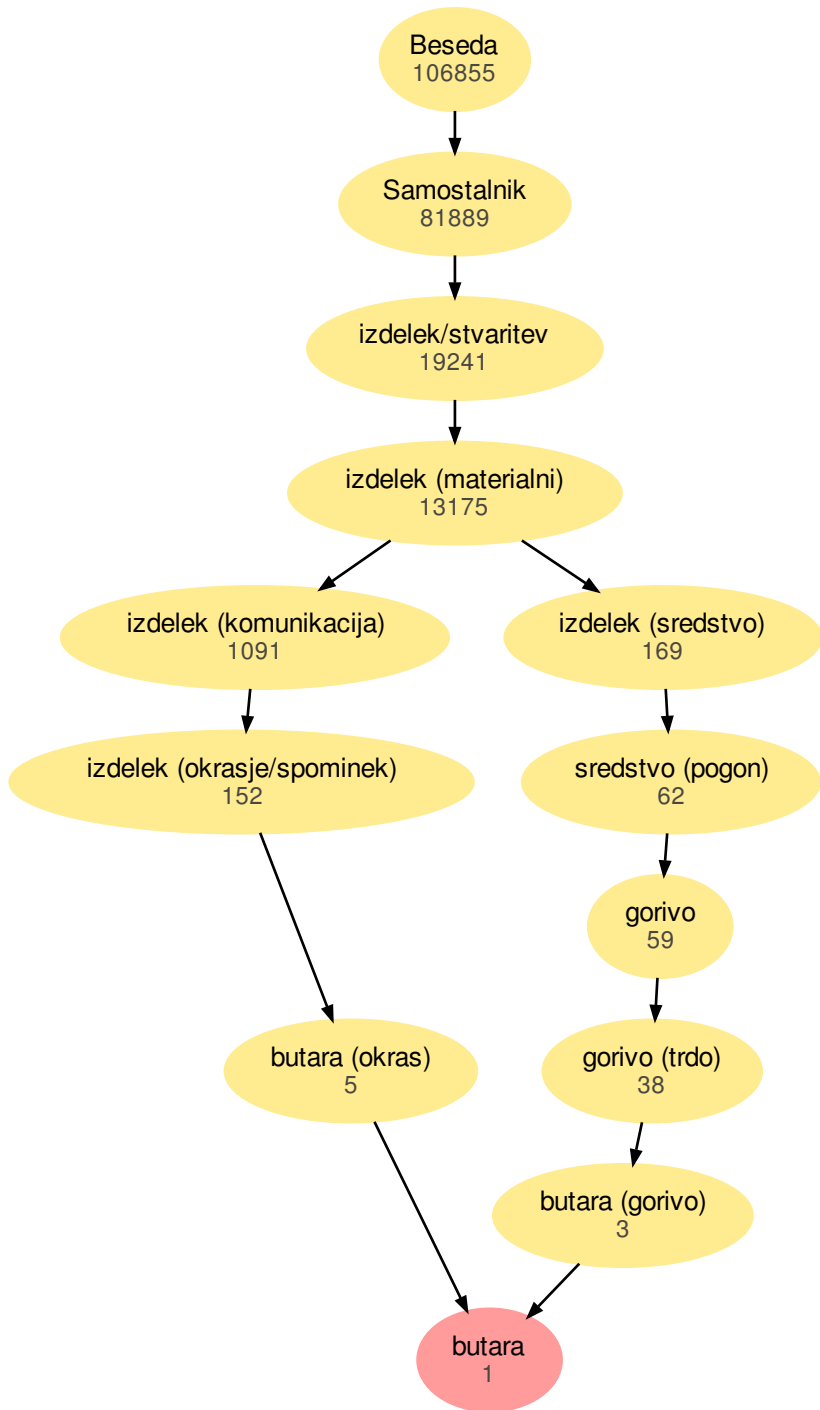 Beseda
106855
Samostalnik
81889
izdelek/stvaritev
19241
izdelek (materialni)
13175
izdelek (komunikacija)
1091
izdelek (sredstvo)
169
izdelek (okrasje/spominek)
152
sredstvo (pogon)
62
gorivo
59
butara (okras)
5
gorivo (trdo)
38
butara (gorivo)
3
butara
1